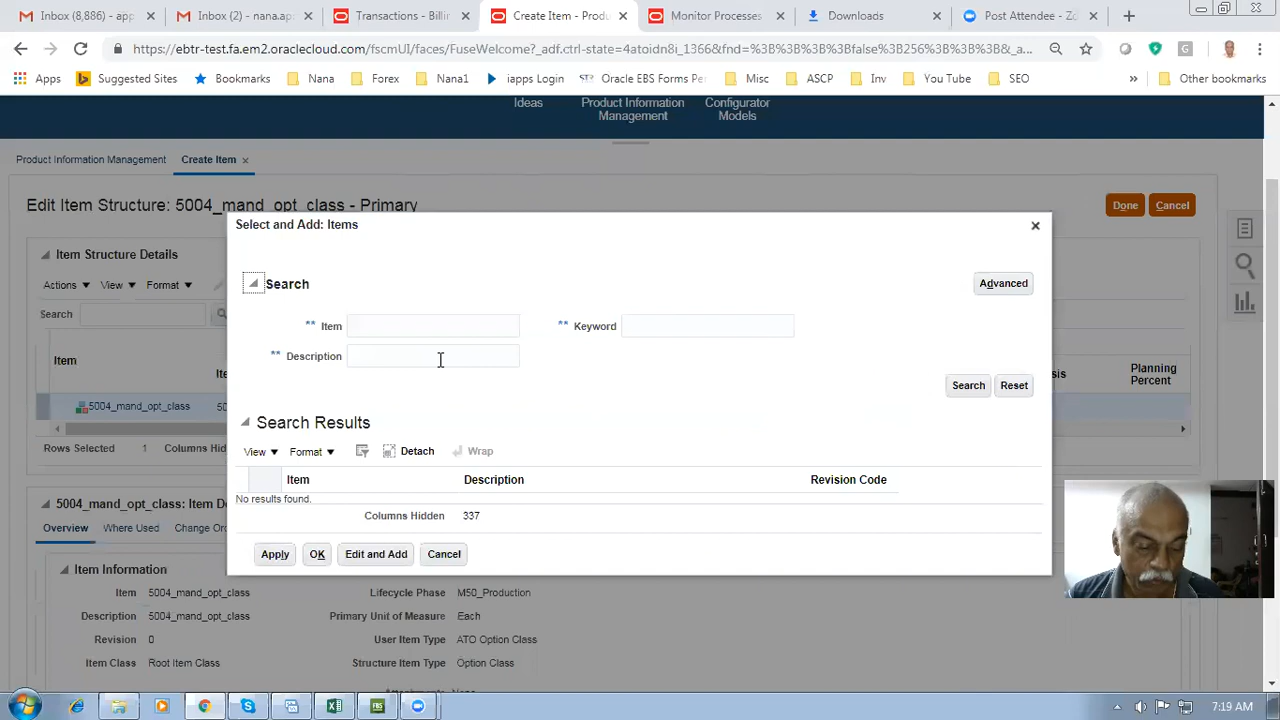 Inbox (3,886) - app
Inbox (2) - nana.ap
Transactions - Billin
Create Item - Produ
Monitor Processes
Downloads
Post Attendee - Zo
https://ebtr-test.fa.em2.oraclecloud.com/fscmUI/faces/FuseWelcome?_adf.ctrl-state=4atoidn8i_1366&fnd=%3B%3B%3B%3Bfalse%3B256%3B%3B%3B&_a...
Apps
Suggested Sites
Bookmarks
Nana
Forex
Nana1
iapps Login
Oracle EBS Forms Pe
Misc
ASCP
Inv
You Tube
SEO
»
Other bookmarks
Ideas
Product Information Management
Configurator Models
Product Information Management
Create Item
Edit Item Structure: 5004_mand_opt_class - Primary
Done
Cancel
Select and Add: Items
Item Structure Details
Actions
View
Format
Search
Advanced
Search
** Item
** Keyword
** Description
Item
Planning Percent
Search
Reset
5004_mand_opt_class
Search Results
Rows Selected 1
View
Format
Detach
Wrap
Item
Description
Revision Code
No results found.
Columns Hidden 337
5004_mand_opt_class: Item D
Overview
Where Used
Change Or
Apply
OK
Edit and Add
Cancel
Item Information
Item 5004_mand_opt_class
Lifecycle Phase M50_Production
Description 5004_mand_opt_class
Primary Unit of Measure Each
Revision 0
User Item Type ATO Option Class
Item Class Root Item Class
Structure Item Type Option Class
7:19 AM